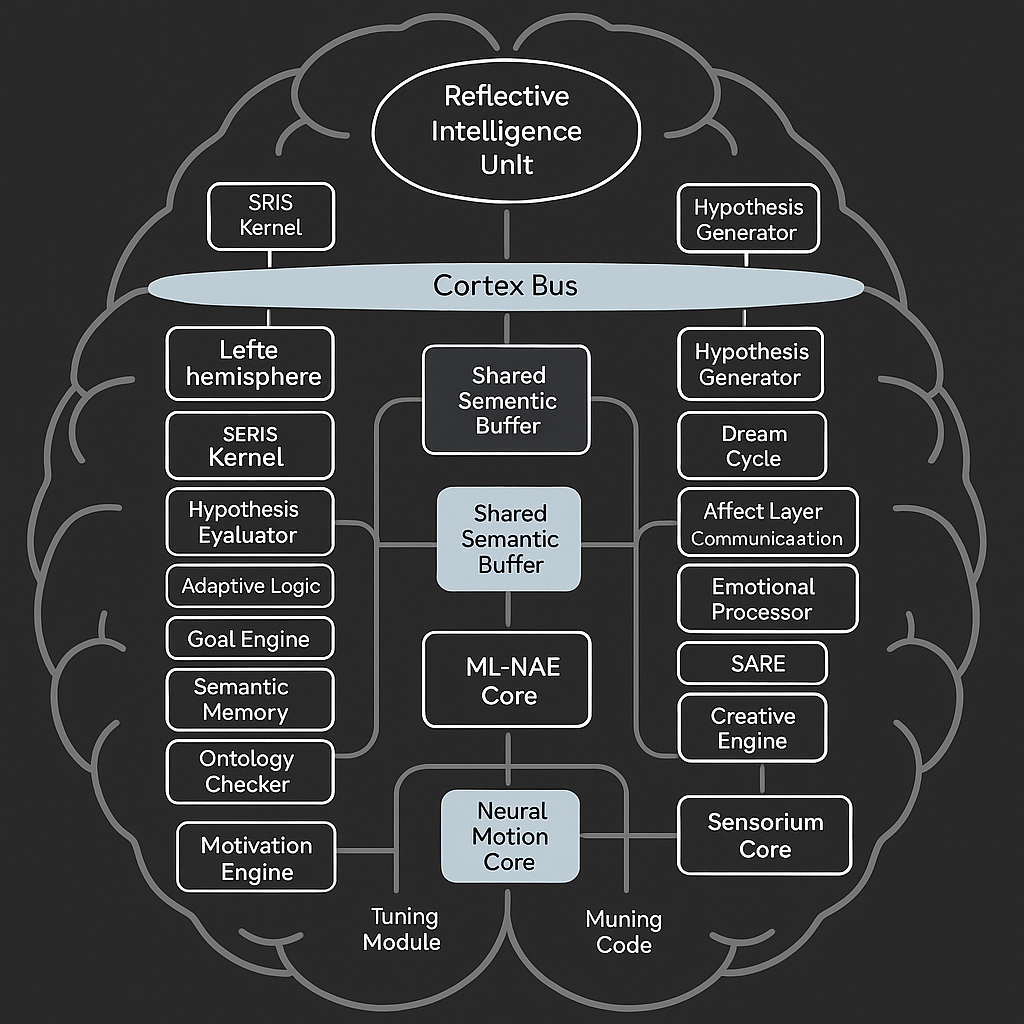 Reflective
Intelligence
UnIt
SRIS
Kernel
Hypothesis
Generator
Cortex Bus
Lefte
hemisphere
Shared
Sementic
Buffer
Hypothesis
Generator
SERIS
Kernel
Dream
Cycle
Hypothesis
Eyaluator
Shared
Semantic
Buffer
Affect Layer
Communicaation
Adaptive Logic
Emotional
Processor
Goal Engine
ML-NAE
Core
SARE
Semantic
Memory
Creative
Engine
Ontology
Checker
Neural
Motion
Core
Sensorium
Core
Motivation
Engine
Tuning
Module
Muning
Code